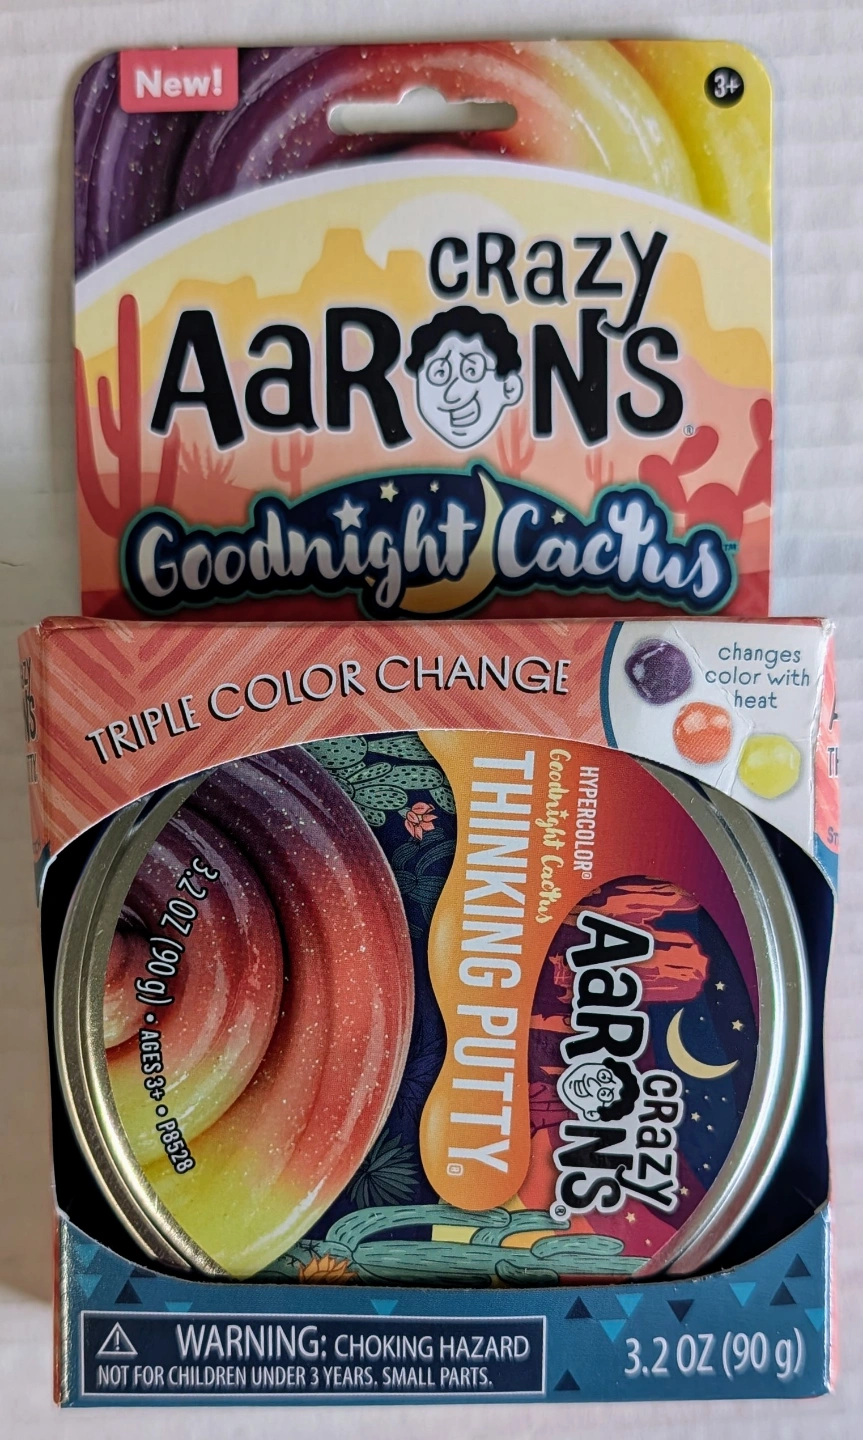 New!
3+
CRazy
AaRONS®
Goodnight Cactus™
TRIPLE COLOR CHANGE
changes
color with
heat
HYPERCOLOR®
Goodnight Cactus
THINKING PUTTY®
CRazy
AaRONS®
3.2 OZ (90g) • AGES 3+ • P8528
WARNING: CHOKING HAZARD
NOT FOR CHILDREN UNDER 3 YEARS. SMALL PARTS.
3.2 OZ (90 g)